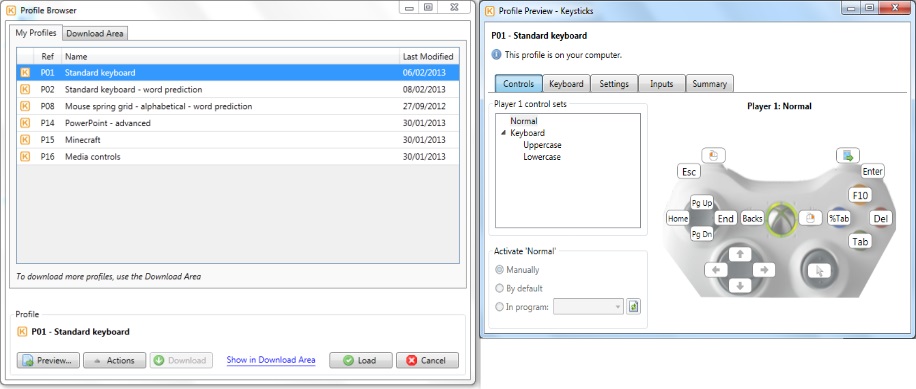 Profile Browser
My Profiles Download Area
Ref Name Last Modified
P01 Standard keyboard 06/02/2013
P02 Standard keyboard - word prediction 08/02/2013
P08 Mouse spring grid - alphabetical - word prediction 27/09/2012
P14 PowerPoint - advanced 30/01/2013
P15 Minecraft 30/01/2013
P16 Media controls 30/01/2013
To download more profiles, use the Download Area
Profile
P01 - Standard keyboard
Preview... Actions Download Show in Download Area Load Cancel
Profile Preview - Keysticks
P01 - Standard keyboard
This profile is on your computer.
Controls Keyboard Settings Inputs Summary
Player 1 control sets
Normal
Keyboard
Uppercase
Lowercase
Activate 'Normal'
Manually
By default
In program:
Player 1: Normal
Esc Enter
Pg Up F10
Home End Backs %Tab Del
Pg Dn Tab